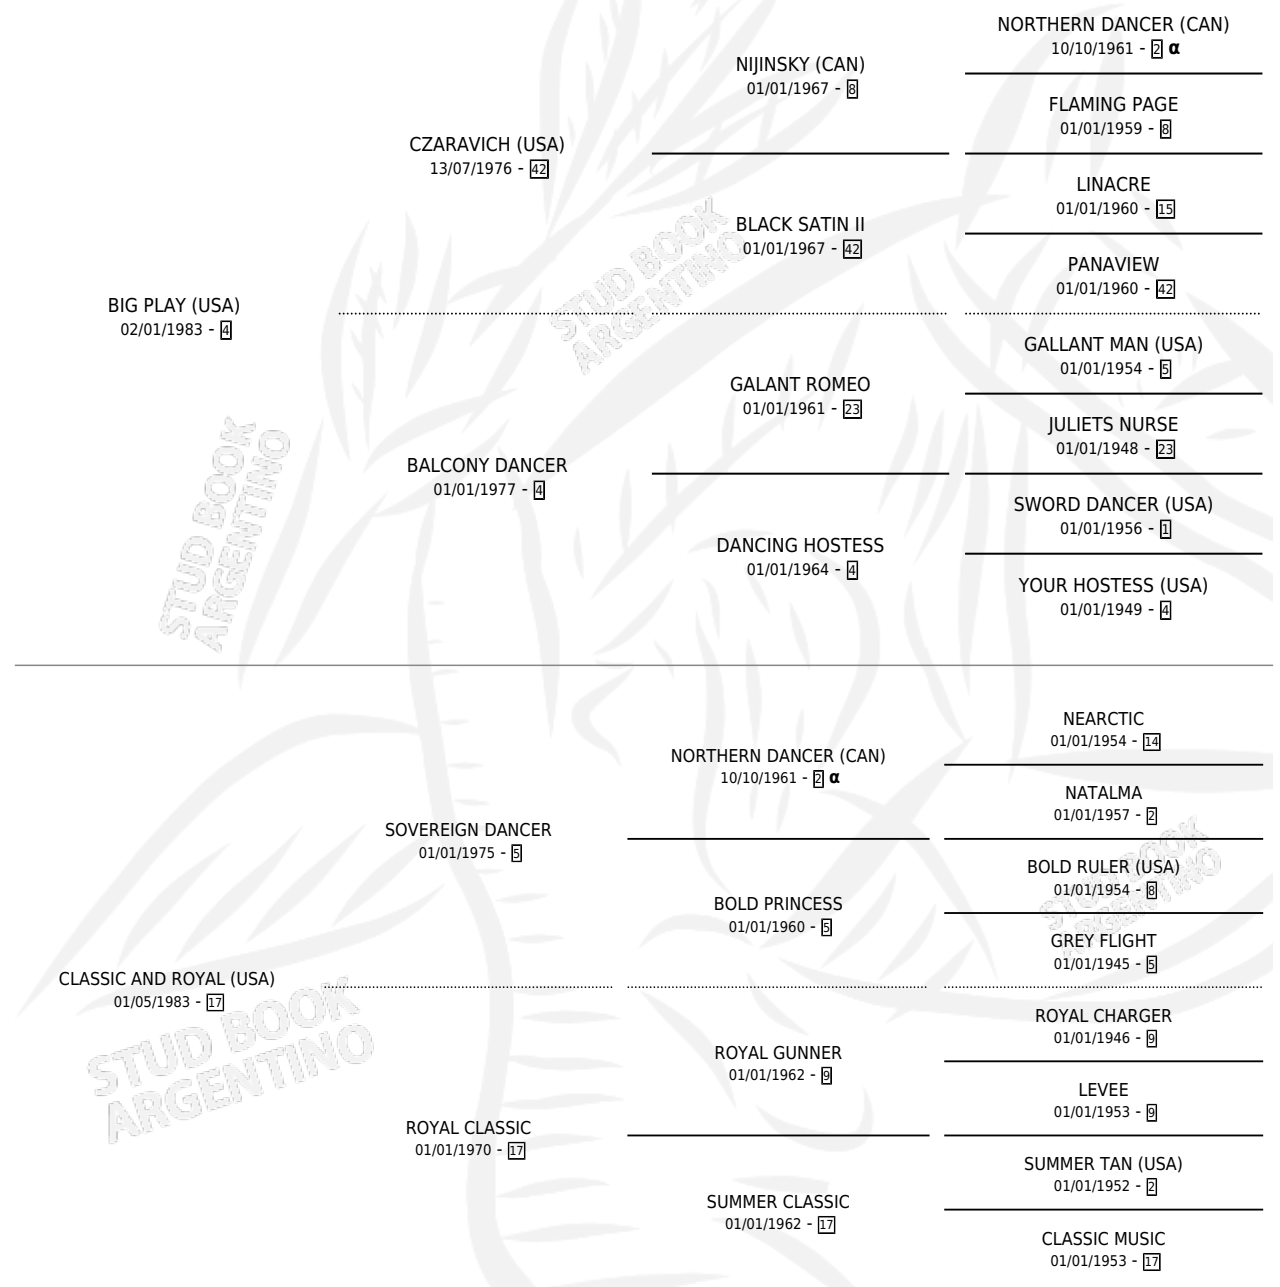 NORTHERN DANCER (CAN)
10/10/1961 - 2 α
NIJINSKY (CAN)
01/01/1967 - 8
FLAMING PAGE
01/01/1959 - 8
CZARAVICH (USA)
13/07/1976 - 42
LINACRE
01/01/1960 - 15
BLACK SATIN II
01/01/1967 - 42
PANAVIEW
01/01/1960 - 42
BIG PLAY (USA)
02/01/1983 - 4
GALLANT MAN (USA)
01/01/1954 - 5
GALANT ROMEO
01/01/1961 - 23
JULIETS NURSE
01/01/1948 - 23
BALCONY DANCER
01/01/1977 - 4
SWORD DANCER (USA)
01/01/1956 - 1
DANCING HOSTESS
01/01/1964 - 4
YOUR HOSTESS (USA)
01/01/1949 - 4
NEARCTIC
01/01/1954 - 14
NORTHERN DANCER (CAN)
10/10/1961 - 2 α
NATALMA
01/01/1957 - 2
SOVEREIGN DANCER
01/01/1975 - 5
BOLD RULER (USA)
01/01/1954 - 8
BOLD PRINCESS
01/01/1960 - 5
GREY FLIGHT
01/01/1945 - 5
CLASSIC AND ROYAL (USA)
01/05/1983 - 17
ROYAL CHARGER
01/01/1946 - 9
ROYAL GUNNER
01/01/1962 - 9
LEVEE
01/01/1953 - 9
ROYAL CLASSIC
01/01/1970 - 17
SUMMER TAN (USA)
01/01/1952 - 2
SUMMER CLASSIC
01/01/1962 - 17
CLASSIC MUSIC
01/01/1953 - 17
STUD BOOK
ARGENTINO
STUD BOOK
ARGENTINO
STUD BOOK
ARGENTINO
STUD BOOK
ARGENTINO